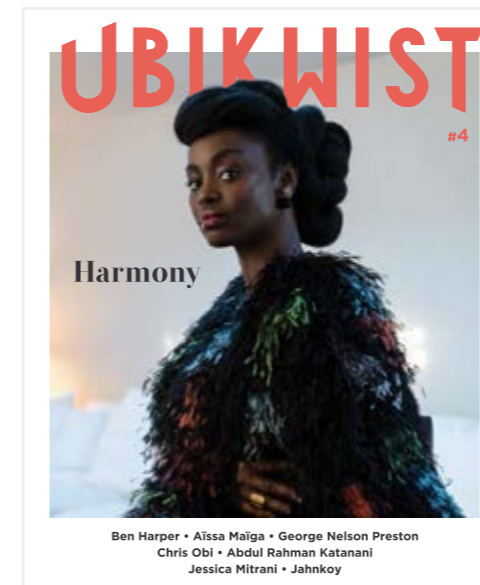 UBIKWIST
#4
Harmony
Ben Harper • Aïssa Maïga • George Nelson Preston
Chris Obi • Abdul Rahman Katanani
Jessica Mitrani • Jahnkoy